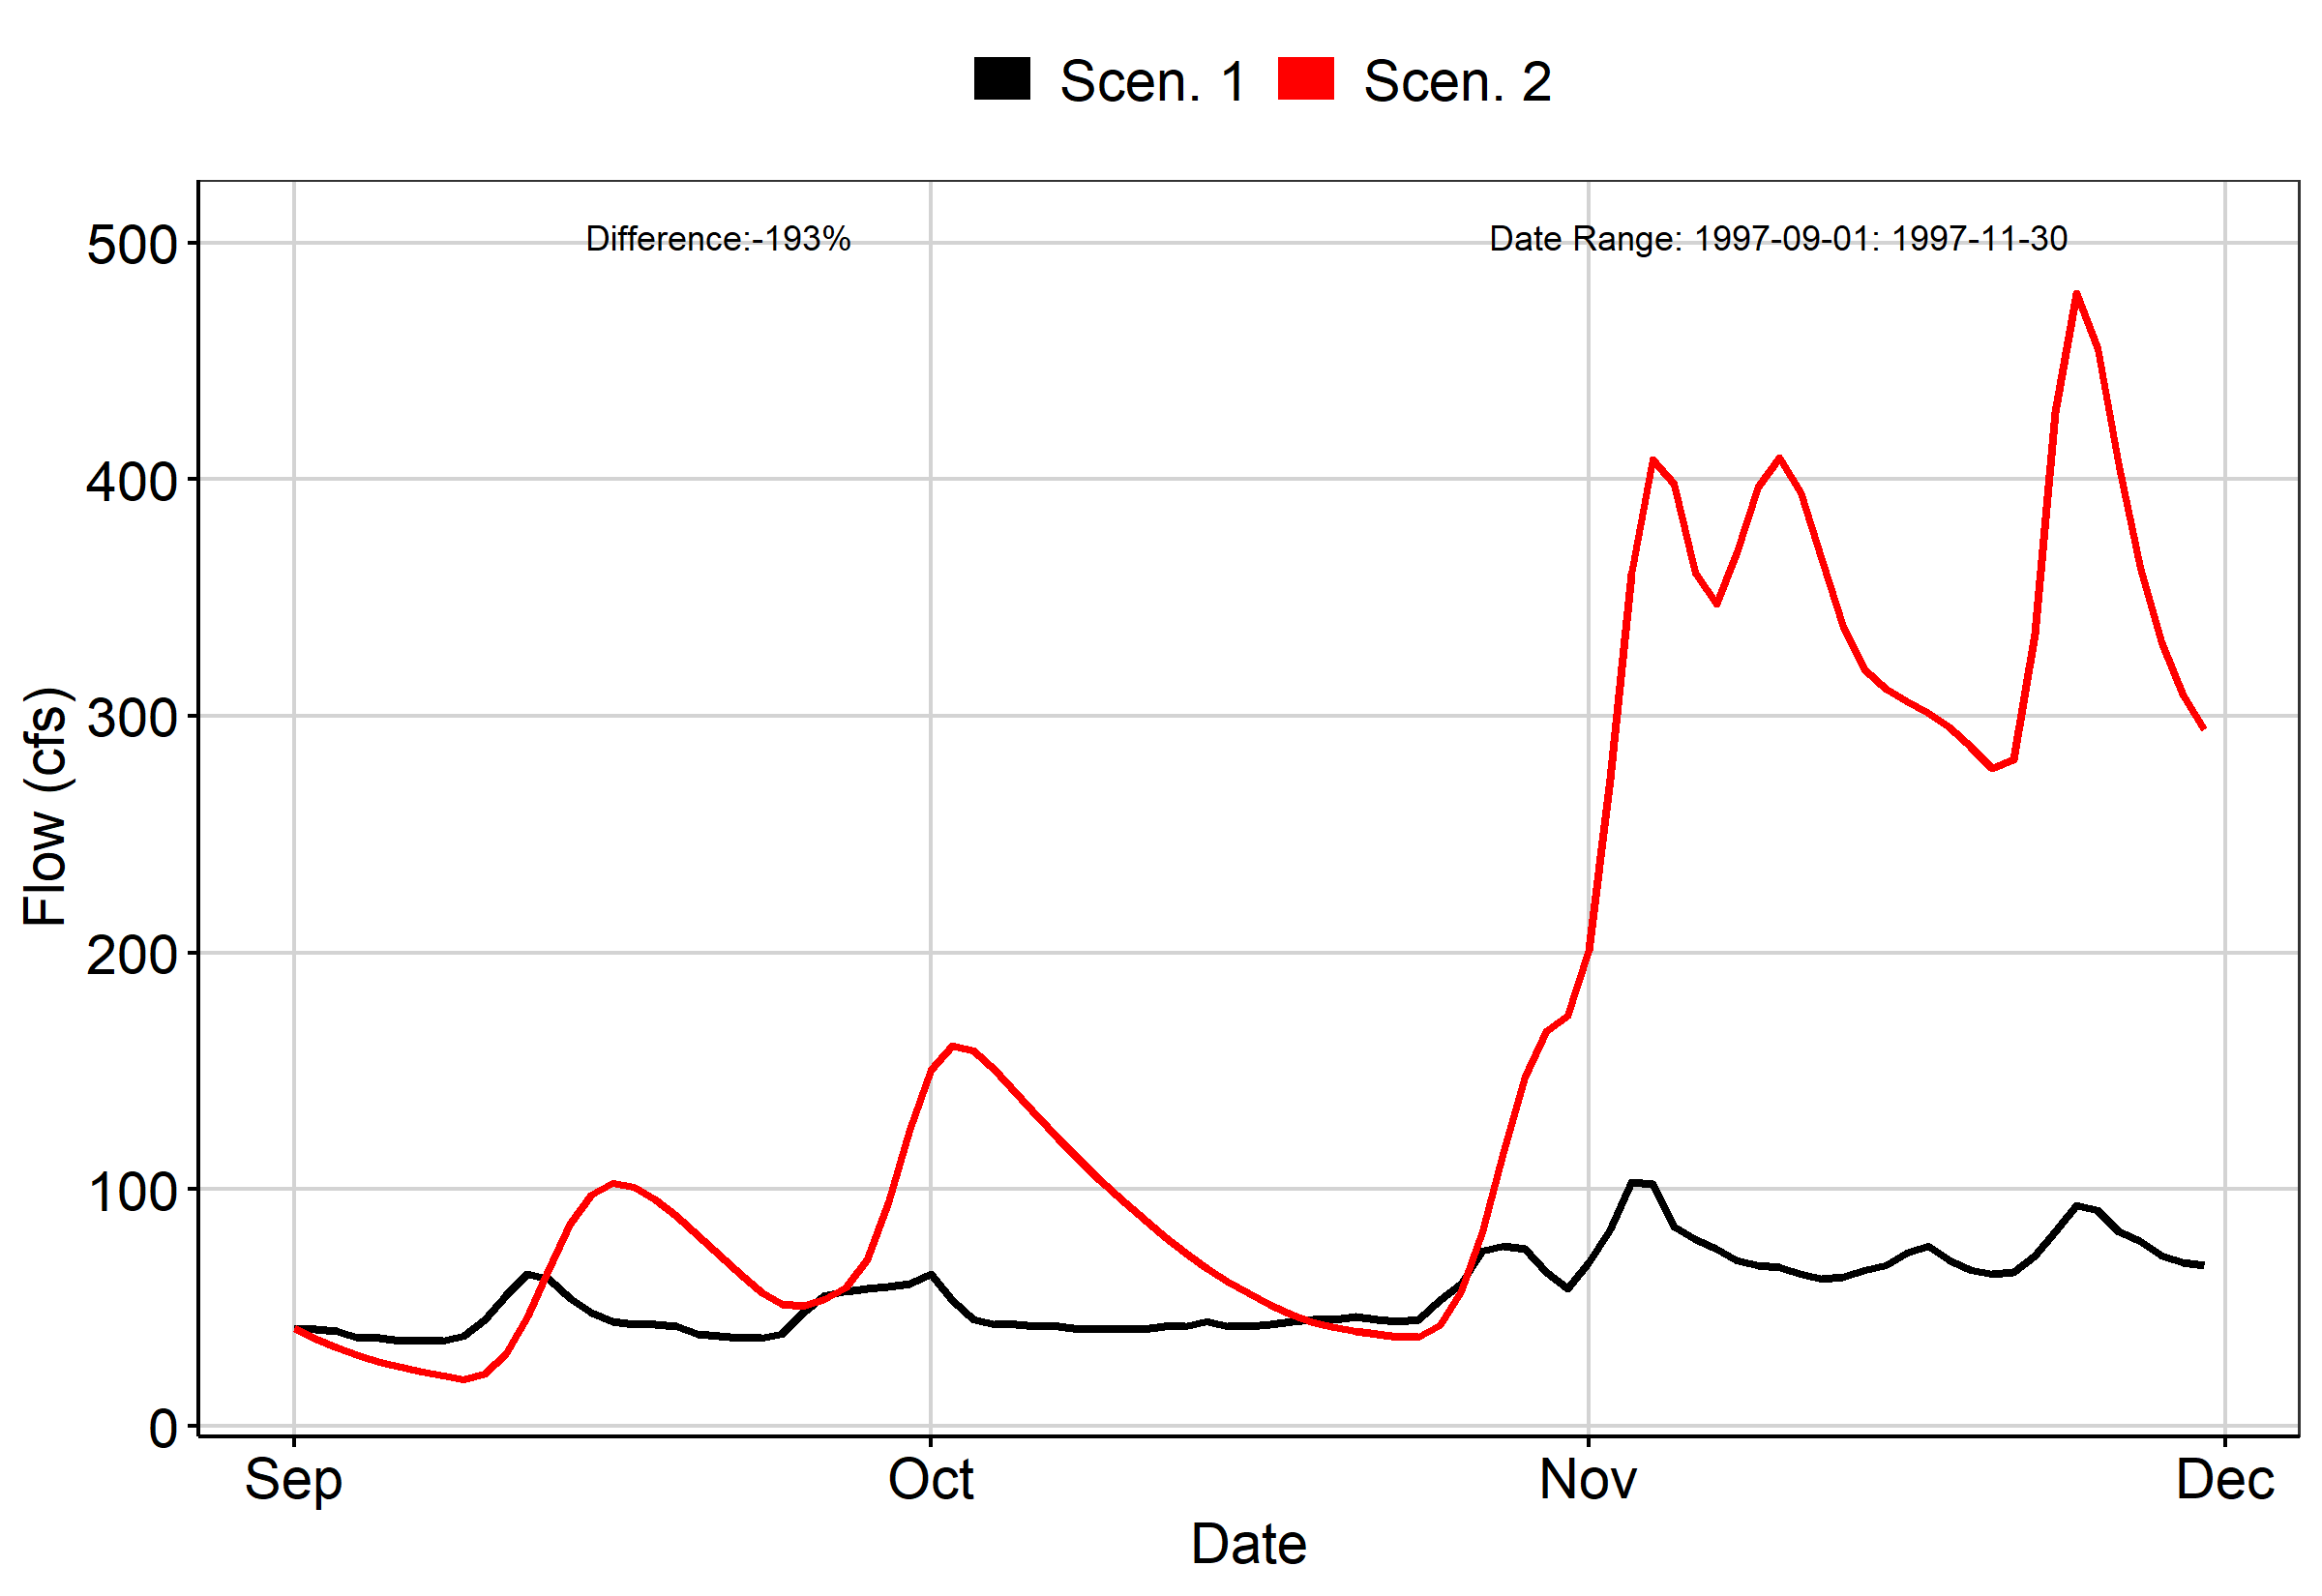 Scen. 1 Scen. 2
Difference:-193% Date Range: 1997-09-01: 1997-11-30
500
400
300
200
100
0
Flow (cfs)
Sep Oct Nov Dec
Date